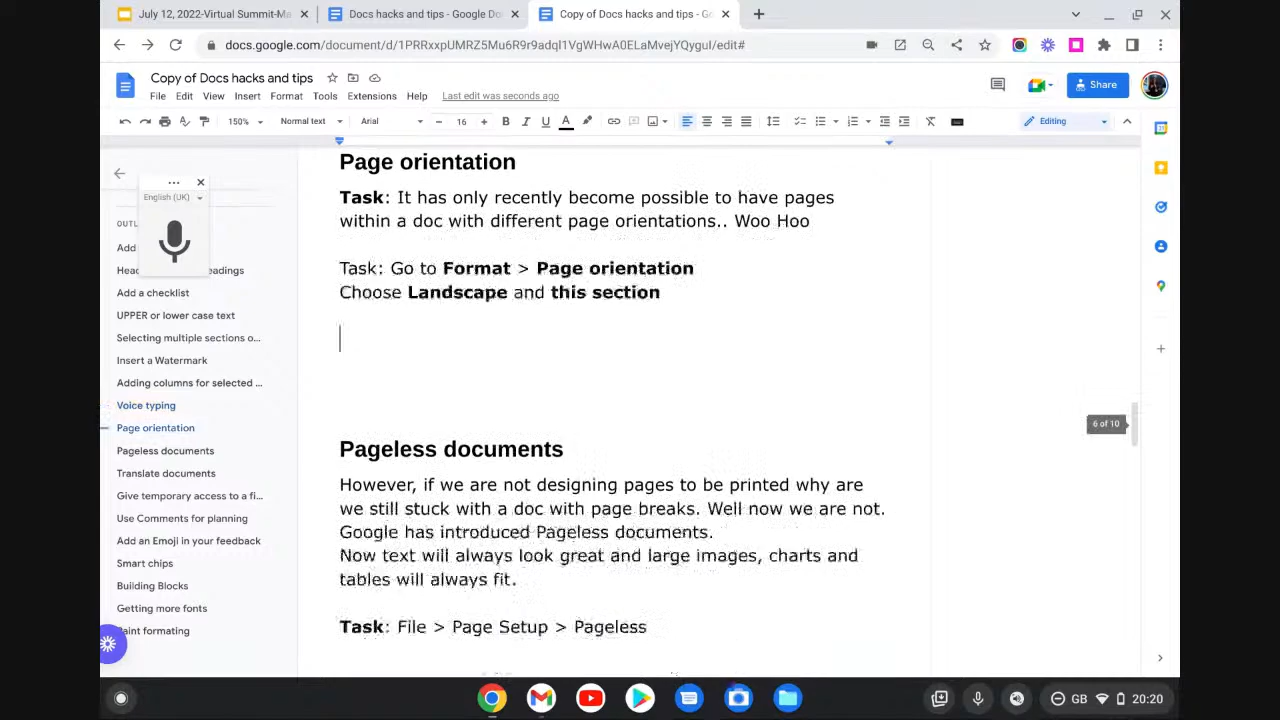 July 12, 2022-Virtual Summit-Ma
Docs hacks and tips - Google Do
Copy of Docs hacks and tips - Go
docs.google.com/document/d/1PRRxxpUMRZ5Mu6R9r9adqI1VgWHwA0ELaMvejYQyguI/edit#
Copy of Docs hacks and tips
File Edit View Insert Format Tools Extensions Help Last edit was seconds ago
Share
150% Normal text Arial 16 B I U A Editing
English (UK)
OUTL
Add
Head eadings
Add a checklist
UPPER or lower case text
Selecting multiple sections o...
Insert a Watermark
Adding columns for selected ...
Voice typing
Page orientation
Pageless documents
Translate documents
Give temporary access to a fi...
Use Comments for planning
Add an Emoji in your feedback
Smart chips
Building Blocks
Getting more fonts
Paint formating
Page orientation
Task: It has only recently become possible to have pages
within a doc with different page orientations.. Woo Hoo
Task: Go to Format > Page orientation
Choose Landscape and this section
Pageless documents
However, if we are not designing pages to be printed why are
we still stuck with a doc with page breaks. Well now we are not.
Google has introduced Pageless documents.
Now text will always look great and large images, charts and
tables will always fit.
Task: File > Page Setup > Pageless
6 of 10
GB 20:20